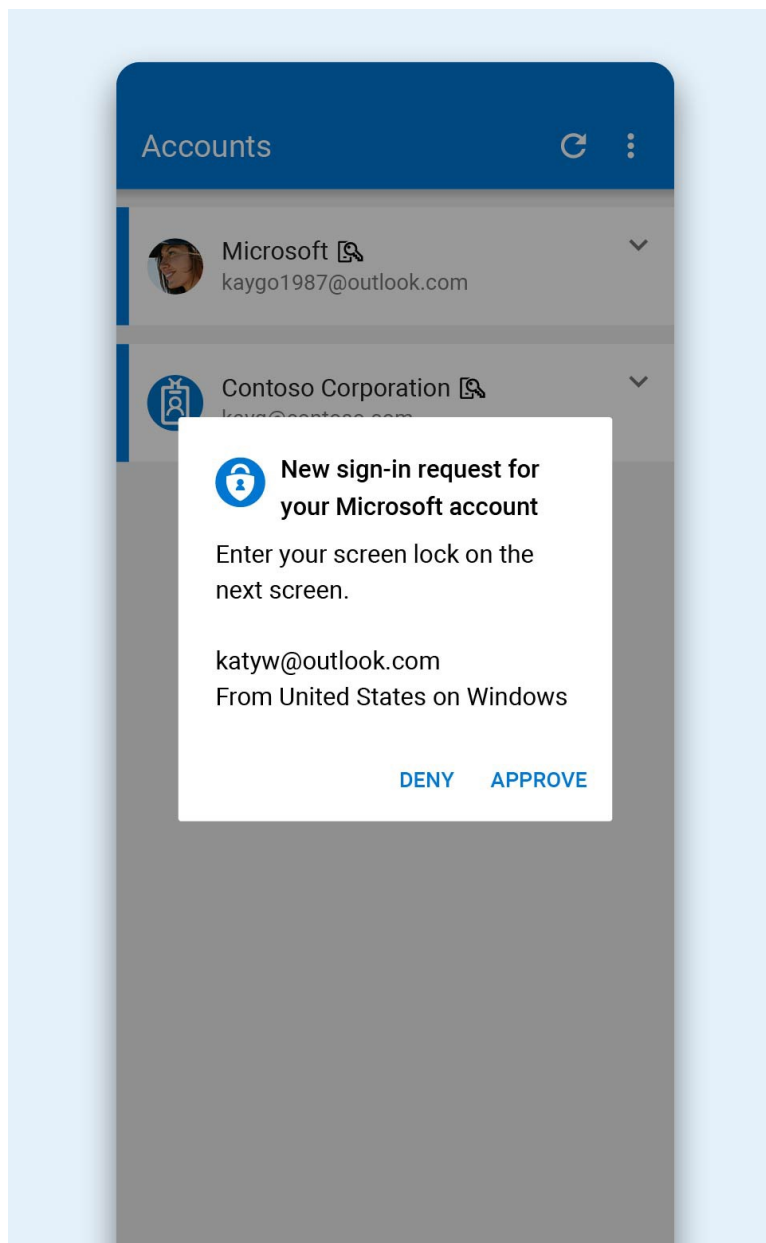 Accounts
Microsoft
kaygo1987@outlook.com
Contoso Corporation
New sign-in request for
your Microsoft account
Enter your screen lock on the
next screen.
katyw@outlook.com
From United States on Windows
DENY APPROVE